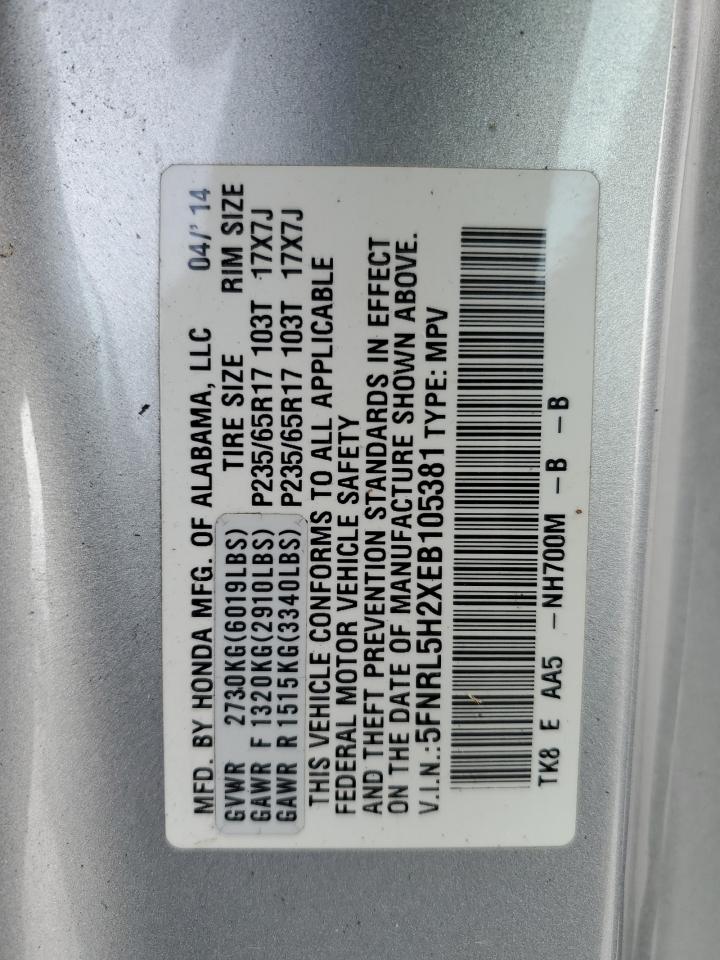 MFD. BY HONDA MFG. OF ALABAMA, LLC 04/'14
GVWR 2730KG(6019LBS) TIRE SIZE RIM SIZE
GAWR F 1320KG(2910LBS) P235/65R17 103T 17X7J
GAWR R 1515KG(3340LBS) P235/65R17 103T 17X7J
THIS VEHICLE CONFORMS TO ALL APPLICABLE
FEDERAL MOTOR VEHICLE SAFETY
AND THEFT PREVENTION STANDARDS IN EFFECT
ON THE DATE OF MANUFACTURE SHOWN ABOVE.
V.I.N.:5FNRL5H2XEB105381 TYPE: MPV
TK8 E AA5 -NH700M -B -B